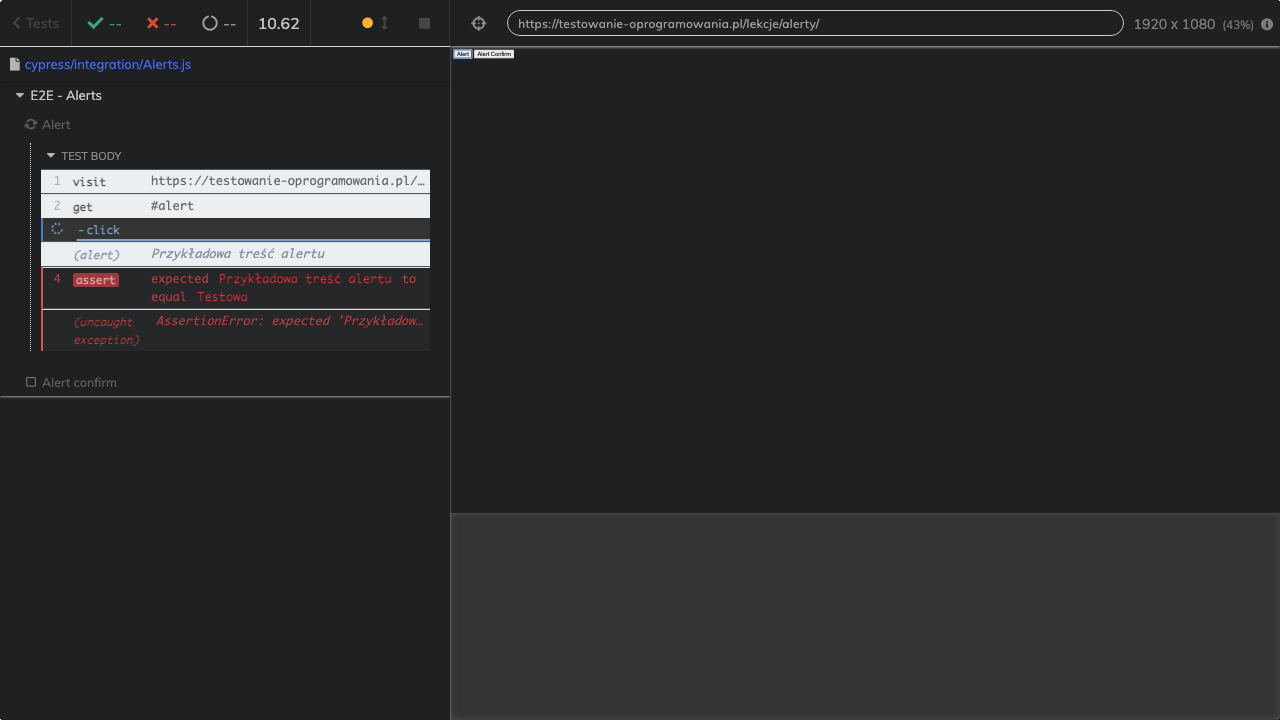 Tests -- -- -- 10.62 https://testowanie-oprogramowania.pl/lekcje/alerty/ 1920 x 1080 (43%)
cypress/integration/Alerts.js
Alert Alert Confirm
E2E - Alerts
Alert
TEST BODY
1 visit https://testowanie-oprogramowania.pl/…
2 get #alert
-click
(alert) Przykładowa treść alertu
4 assert expected Przykładowa treść alertu to
equal Testowa
(uncaught AssertionError: expected 'Przykładow…
exception)
Alert confirm